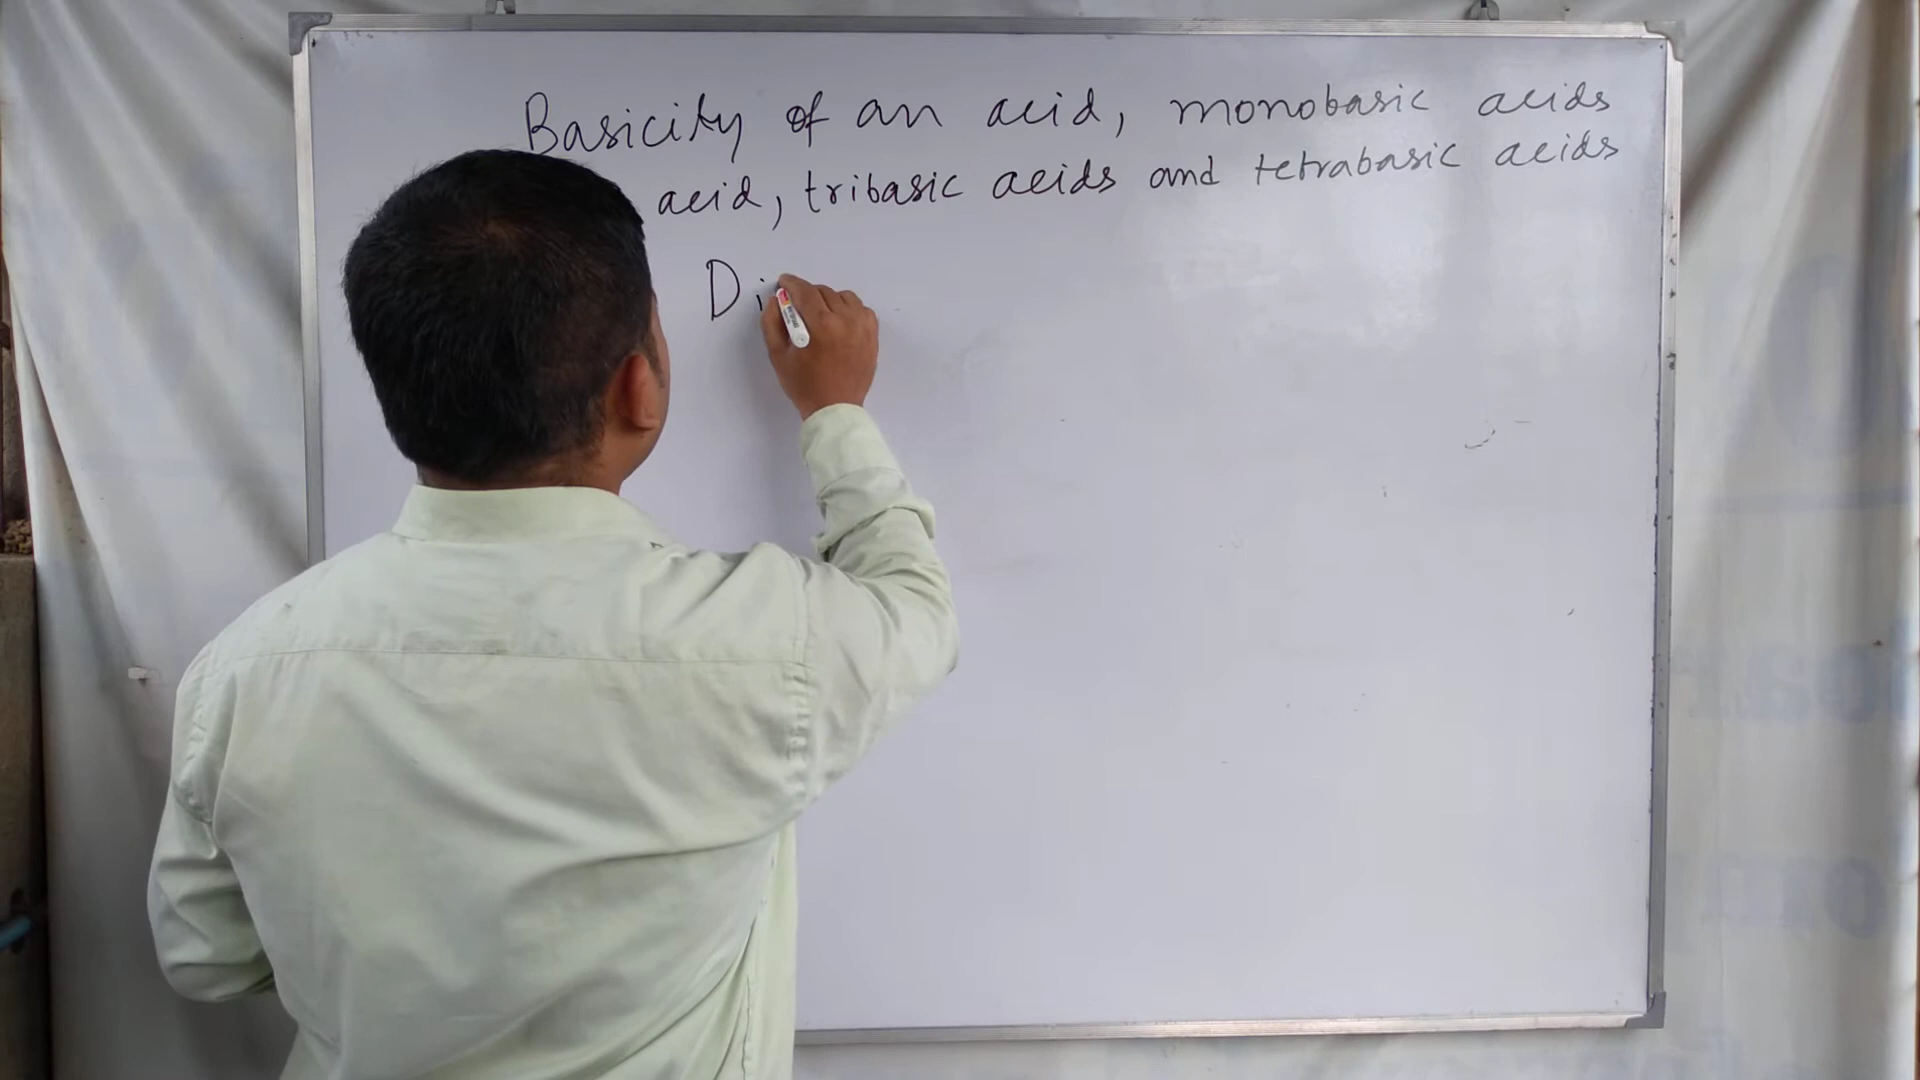 Basicity of an acid, monobasic acids
acid, tribasic acids and tetrabasic acids
Di